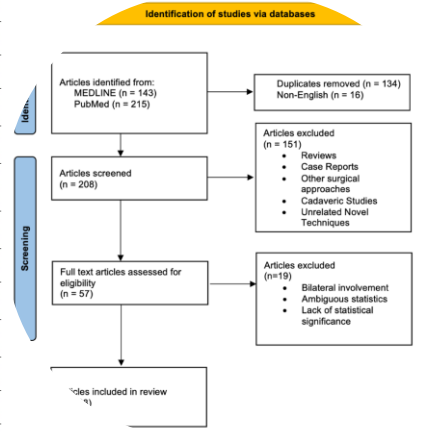 Identification of studies via databases
Articles identified from:
MEDLINE (n = 143)
PubMed (n = 215)
Duplicates removed (n = 134)
Non-English (n = 16)
Articles screened
(n = 208)
Articles excluded
(n = 151)
• Reviews
• Case Reports
• Other surgical
approaches
• Cadaveric Studies
• Unrelated Novel
Techniques
Screening
Full text articles assessed for
eligibility
(n = 57)
Articles excluded
(n=19)
• Bilateral involvement
• Ambiguous statistics
• Lack of statistical
significance
included in review